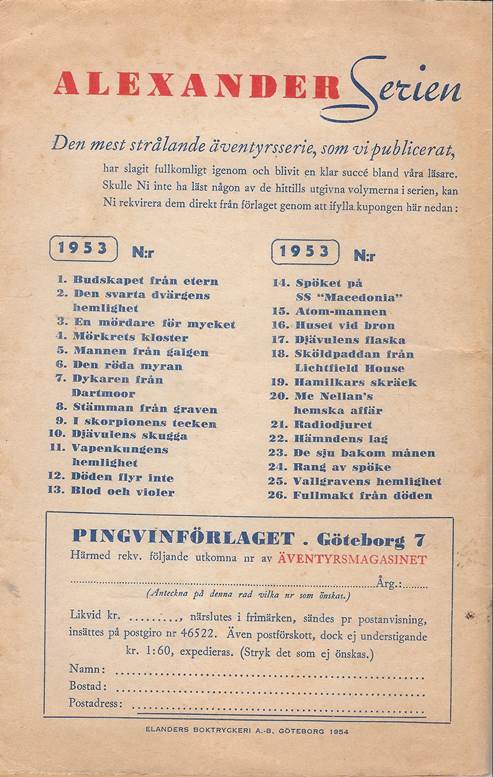 ALEXANDER Serien
Den mest strålande äventyrsserie, som vi publicerat,
har slagit fullkomligt igenom och blivit en klar succé bland våra läsare.
Skulle Ni inte ha läst någon av de hittills utgivna volymerna i serien, kan
Ni rekvirera dem direkt från förlaget genom att ifylla kupongen här nedan:
1953 N:r
1. Budskapet från etern
2. Den svarta dvärgens
hemlighet
3. En mördare för mycket
4. Mörkrets kloster
5. Mannen från galgen
6. Den röda myran
7. Dykaren från
Dartmoor
8. Stämman från graven
9. I skorpionens tecken
10. Djävulens skugga
11. Vapenkungens
hemlighet
12. Döden flyr inte
13. Blod och violer
1953 N:r
14. Spöket på
SS "Macedonia"
15. Atom-mannen
16. Huset vid bron
17. Djävulens flaska
18. Sköldpaddan från
Lichtfield House
19. Hamilkars skräck
20. Mc Nellan's
hemska affär
21. Radiodjuret
22. Hämndens lag
23. De sju bakom månen
24. Rang av spöke
25. Vallgravens hemlighet
26. Fullmakt från döden
PINGVINFÖRLAGET . Göteborg 7
Härmed rekv. följande utkomna nr av ÄVENTYRSMAGASINET
Årg.:
(Anteckna på denna rad vilka nr som önskas.)
Likvid kr. .........., närslutes i frimärken, sändes pr postanvisning,
insättes på postgiro nr 46522. Även postförskott, dock ej understigande
kr. 1:60, expedieras. (Stryk det som ej önskas.)
Namn:
Bostad:
Postadress:
ELANDERS BOKTRYCKERI A.-B. GÖTEBORG 1954